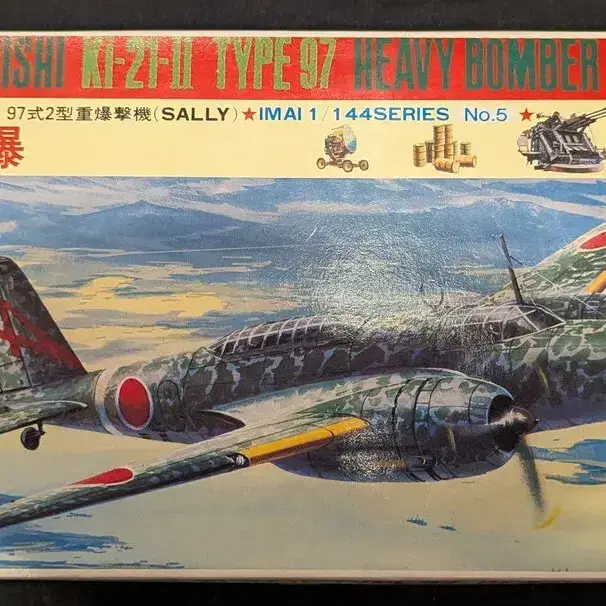 ISHI KI-21-II TYPE 97 HEAVY BOMBER
97式2型重爆撃機(SALLY)★IMAI 1/144SERIES No.5★
爆